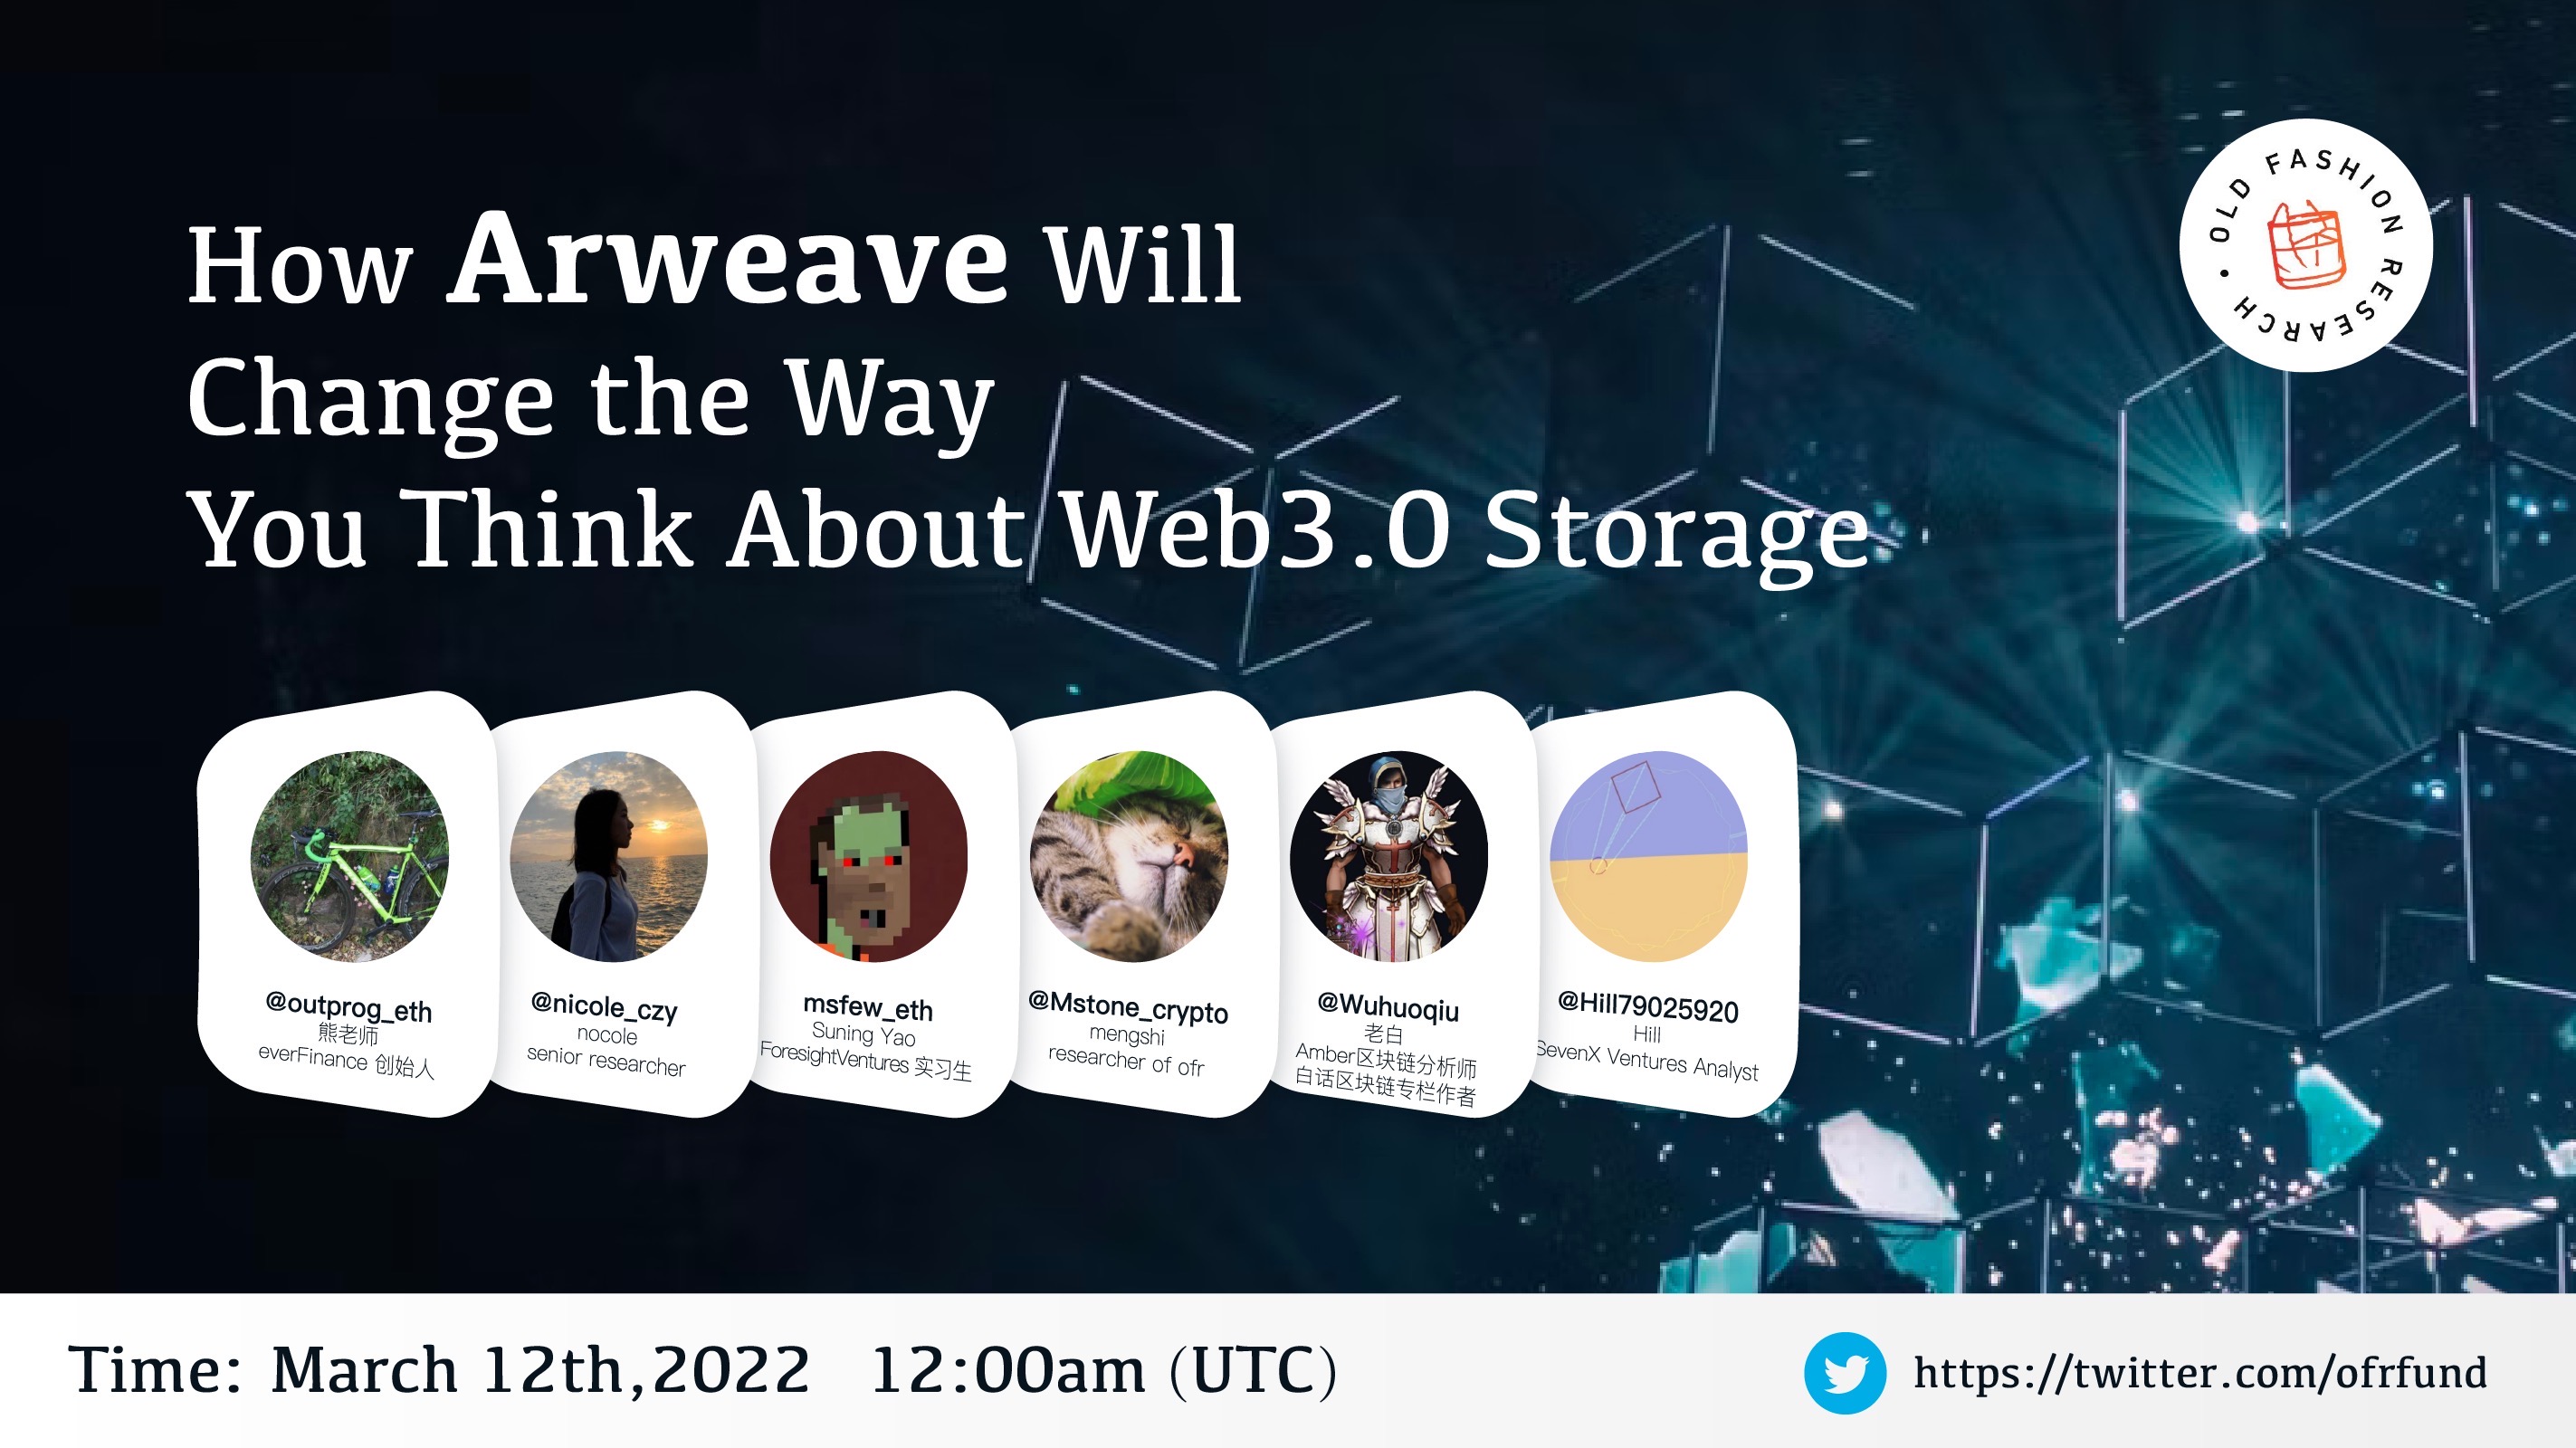 How Arweave Will
Change the Way
You Think About Web3.0 Storage
OLD FASHION RESEARCH
@outprog_eth
熊老师
everFinance 创始人
@nicole_czy
nocole
senior researcher
msfew_eth
Suning Yao
ForesightVentures 实习生
@Mstone_crypto
mengshi
researcher of ofr
@Wuhuoqiu
老白
Amber区块链分析师
白话区块链专栏作者
@Hill79025920
Hill
SevenX Ventures Analyst
Time: March 12th,2022 12:00am (UTC)
https://twitter.com/ofrfund